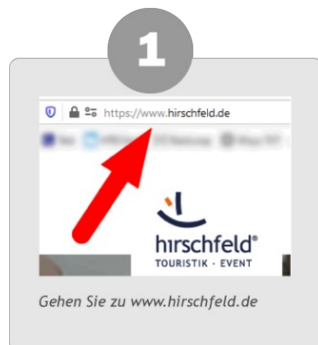 1
https://www.hirschfeld.de
hirschfeld®
TOURISTIK · EVENT
Gehen Sie zu www.hirschfeld.de